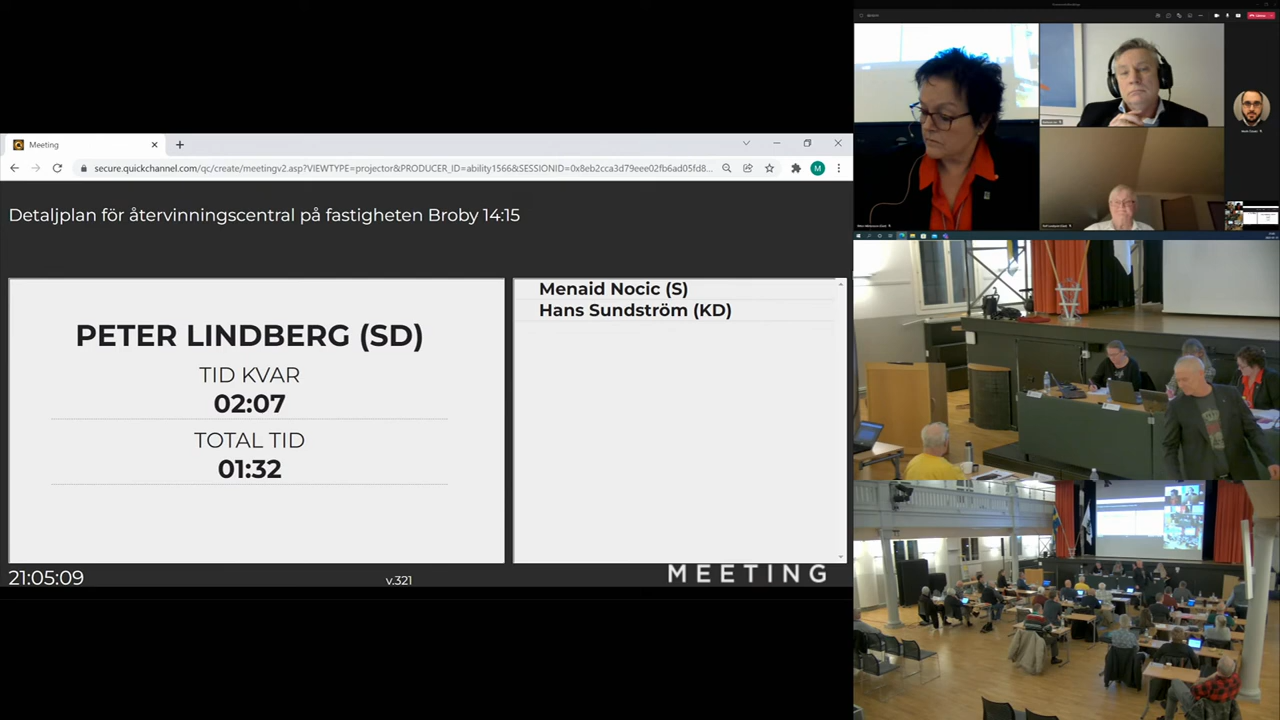 Meeting
secure.quickchannel.com/qc/create/meetingv2.asp?VIEWTYPE=projector&PRODUCER_ID=ability1566&SESSIONID=0x8eb2cca3d79eee02fb6ad05fd8...
M
Detaljplan för återvinningscentral på fastigheten Broby 14:15
PETER LINDBERG (SD)
TID KVAR
02:07
TOTAL TID
01:32
Menaid Nocic (S)
Hans Sundström (KD)
21:05:09
v.321
MEETING